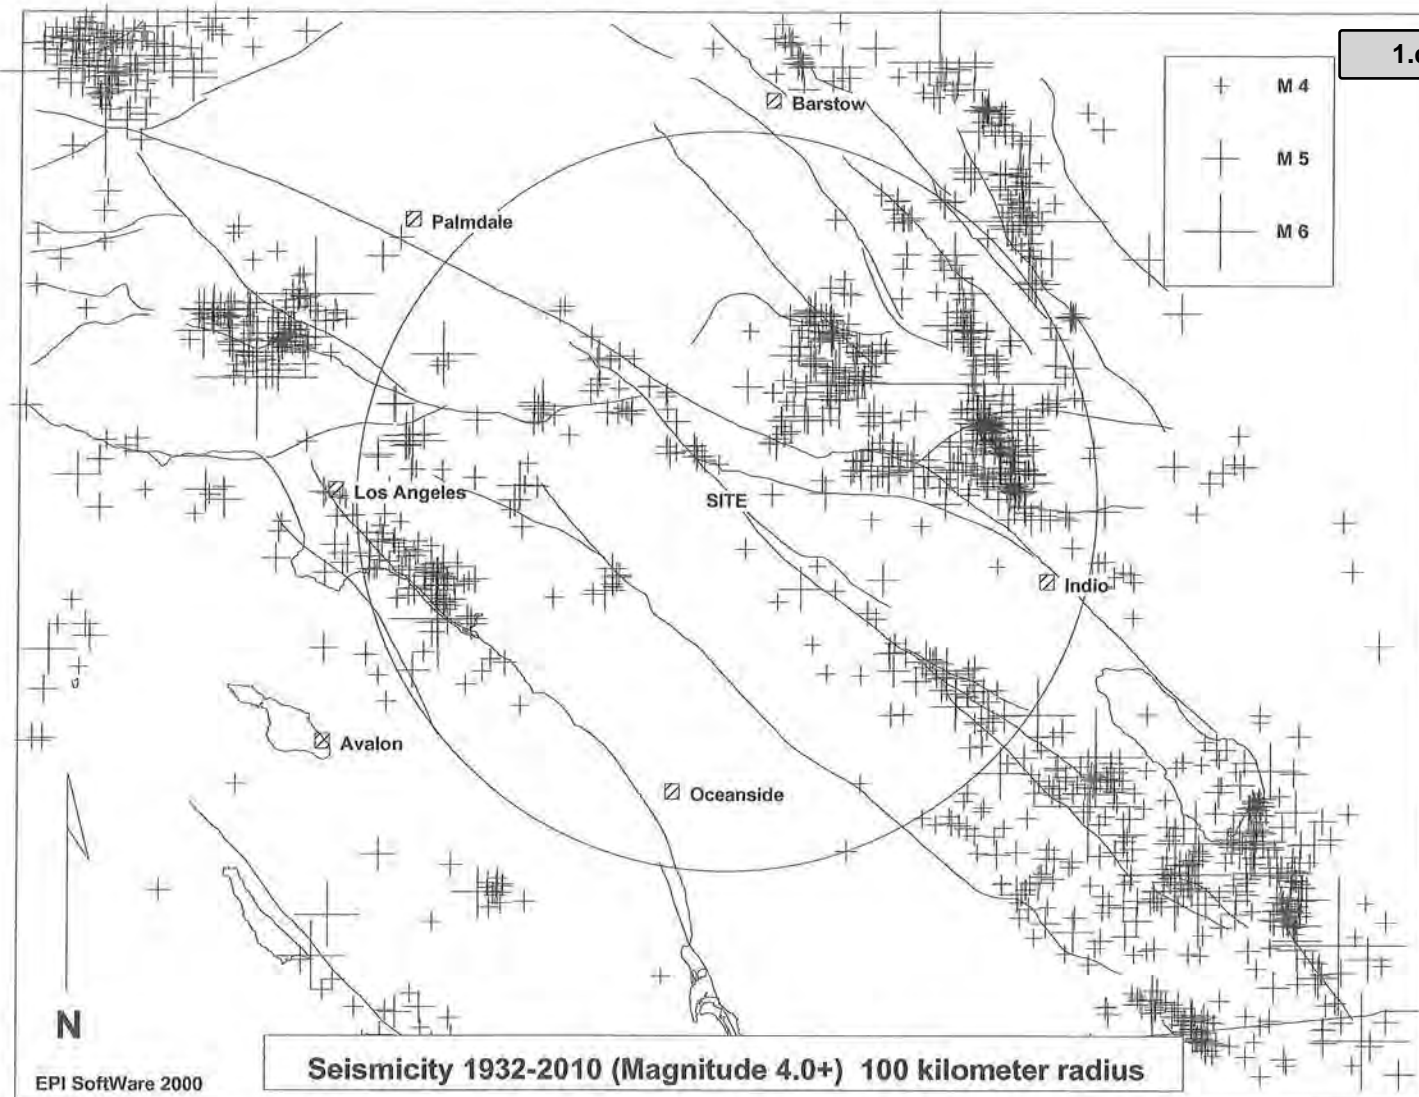 1.
M 4
Barstow
M 5
Palmdale
M 6
Los Angeles
SITE
Indio
Avalon
Oceanside
N
Seismicity 1932-2010 (Magnitude 4.0+) 100 kilometer radius
EPI SoftWare 2000